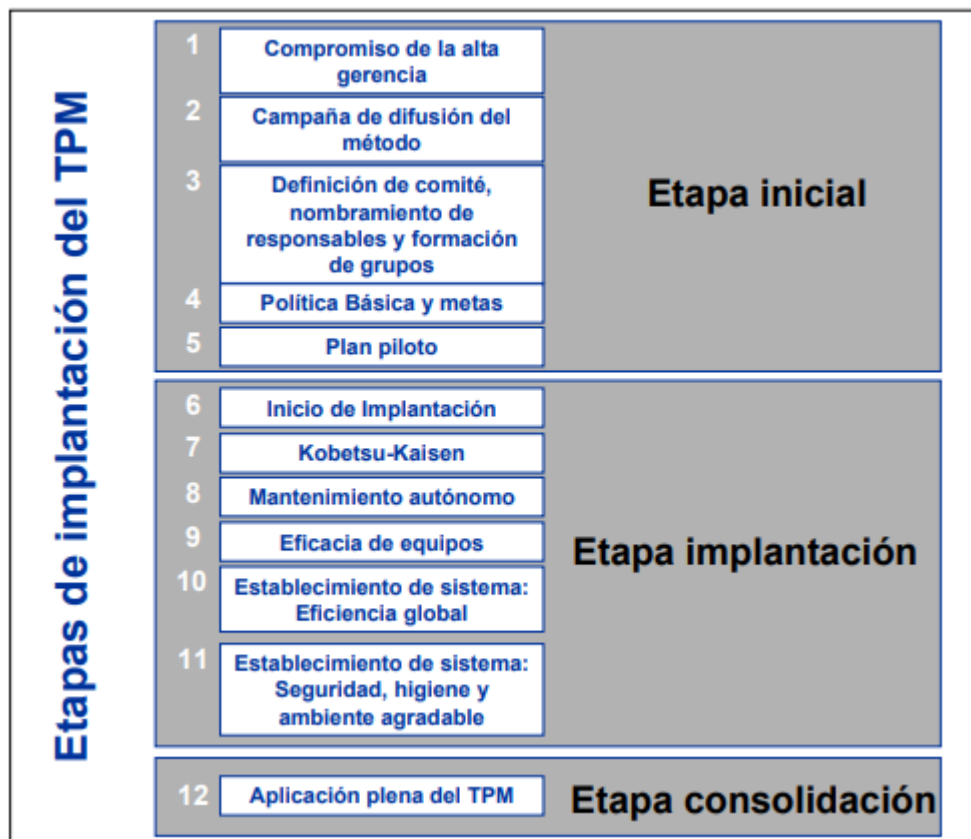 Etapas de implantación del TPM
1
Compromiso de la alta
gerencia
2
Campaña de difusión del
método
3
Definición de comité,
nombramiento de
responsables y formación
de grupos
4
Política Básica y metas
5
Plan piloto
Etapa inicial
6
Inicio de Implantación
7
Kobetsu-Kaisen
8
Mantenimiento autónomo
9
Eficacia de equipos
10
Establecimiento de sistema:
Eficiencia global
11
Establecimiento de sistema:
Seguridad, higiene y
ambiente agradable
Etapa implantación
12
Aplicación plena del TPM
Etapa consolidación